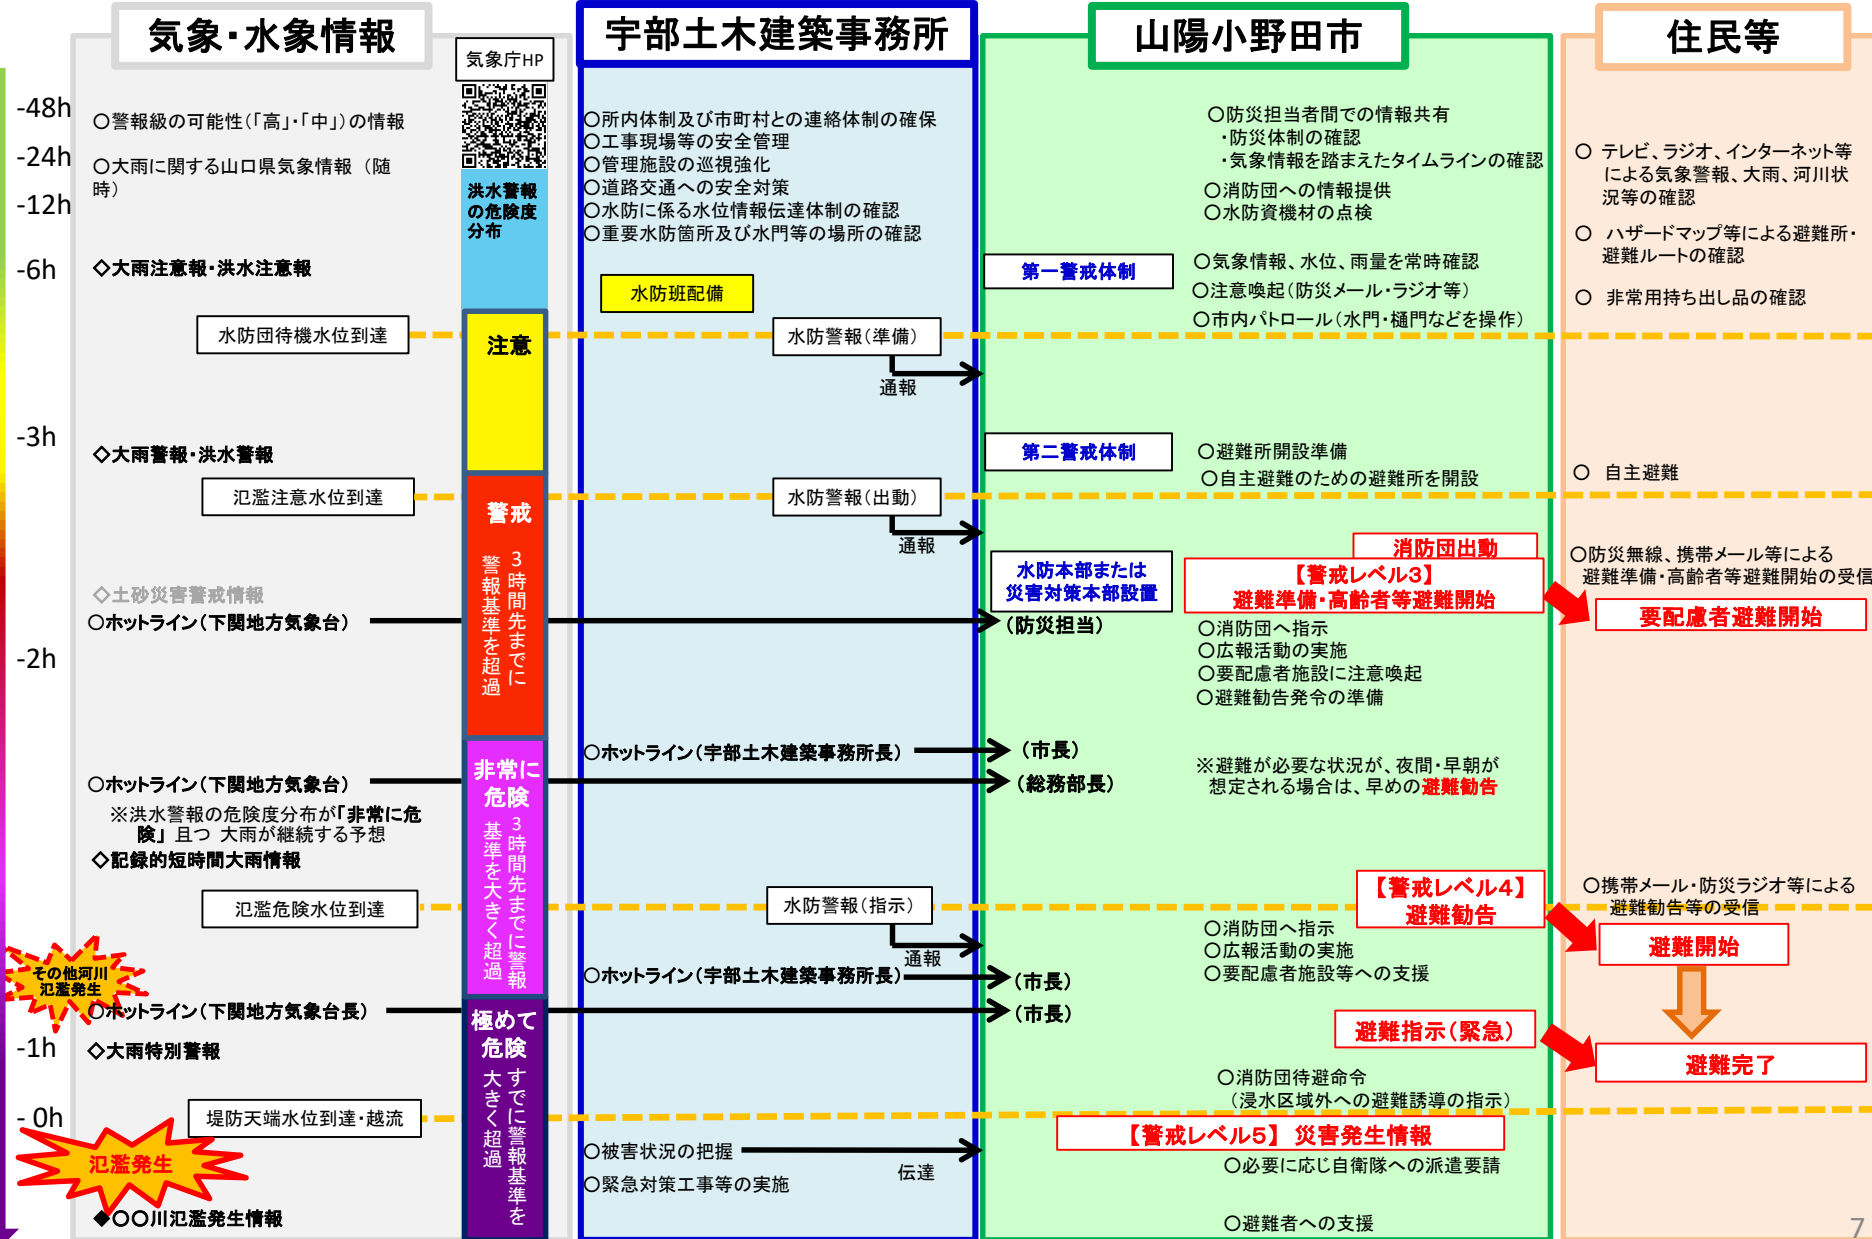 気象・水象情報
気象庁HP
-48h
-24h
-12h
-6h
-3h
-2h
-1h
- 0h
○警報級の可能性(「高」・「中」)の情報
○大雨に関する山口県気象情報 (随
時)
◇大雨注意報・洪水注意報
水防団待機水位到達
◇大雨警報・洪水警報
氾濫注意水位到達
◇土砂災害警戒情報
○ホットライン(下関地方気象台)
○ホットライン(下関地方気象台)
※洪水警報の危険度分布が「非常に危
険」且つ 大雨が継続する予想
◇記録的短時間大雨情報
氾濫危険水位到達
その他河川
氾濫発生
○ホットライン(下関地方気象台長)
◇大雨特別警報
堤防天端水位到達・越流
氾濫発生
◆○○川氾濫発生情報
洪水警報
の危険度
分布
注意
警戒
3時間先までに
警報基準を超過
非常に
危険
3時間先までに警報
基準を大きく超過
極めて
危険
すでに警報基準を
大きく超過
宇部土木建築事務所
○所内体制及び市町村との連絡体制の確保
○工事現場等の安全管理
○管理施設の巡視強化
○道路交通への安全対策
○水防に係る水位情報伝達体制の確認
○重要水防箇所及び水門等の場所の確認
水防班配備
水防警報(準備)
通報
水防警報(出動)
通報
○ホットライン(宇部土木建築事務所長)
水防警報(指示)
通報
○ホットライン(宇部土木建築事務所長)
○被害状況の把握
伝達
○緊急対策工事等の実施
山陽小野田市
○防災担当者間での情報共有
・防災体制の確認
・気象情報を踏まえたタイムラインの確認
○消防団への情報提供
○水防資機材の点検
第一警戒体制
○気象情報、水位、雨量を常時確認
○注意喚起(防災メール・ラジオ等)
○市内パトロール(水門・樋門などを操作)
第二警戒体制
○避難所開設準備
○自主避難のための避難所を開設
水防本部または
災害対策本部設置
消防団出動
【警戒レベル3】
避難準備・高齢者等避難開始
(防災担当)
○消防団へ指示
○広報活動の実施
○要配慮者施設に注意喚起
○避難勧告発令の準備
(市長)
(総務部長)
※避難が必要な状況が、夜間・早朝が
想定される場合は、早めの避難勧告
【警戒レベル4】
避難勧告
○消防団へ指示
○広報活動の実施
○要配慮者施設等への支援
(市長)
(市長)
避難指示(緊急)
○消防団待避命令
(浸水区域外への避難誘導の指示)
【警戒レベル5】 災害発生情報
○必要に応じ自衛隊への派遣要請
○避難者への支援
住民等
○ テレビ、ラジオ、インターネット等
による気象警報、大雨、河川状
況等の確認
○ ハザードマップ等による避難所・
避難ルートの確認
○ 非常用持ち出し品の確認
○ 自主避難
○防災無線、携帯メール等による
避難準備・高齢者等避難開始の受信
要配慮者避難開始
○携帯メール・防災ラジオ等による
避難勧告等の受信
避難開始
避難完了
7